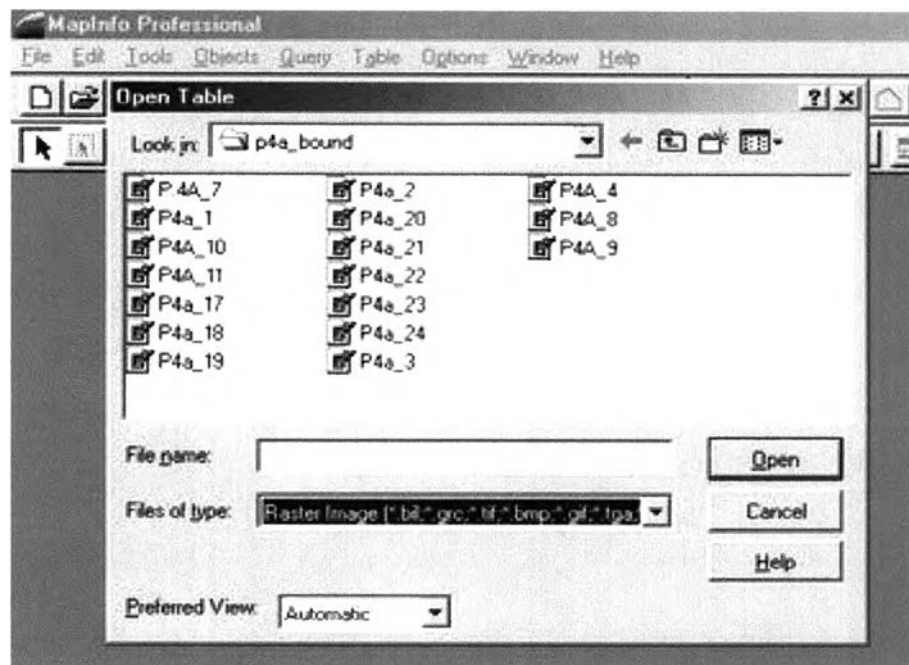 MapInfo Professional
File Edit Tools Objects Query Table Options Window Help
Open Table
Look in: p4a_bound
P.4A_7 P4a_2 P4A_4
P4a_1 P4a_20 P4A_8
P4A_10 P4a_21 P4A_9
P4A_11 P4a_22
P4a_17 P4a_23
P4a_18 P4a_24
P4a_19 P4a_3
File name: Open
Files of type: Raster Image (*.bil;*.grc;*.tif;*.bmp;*.gif;*.tga; Cancel
Help
Preferred View: Automatic